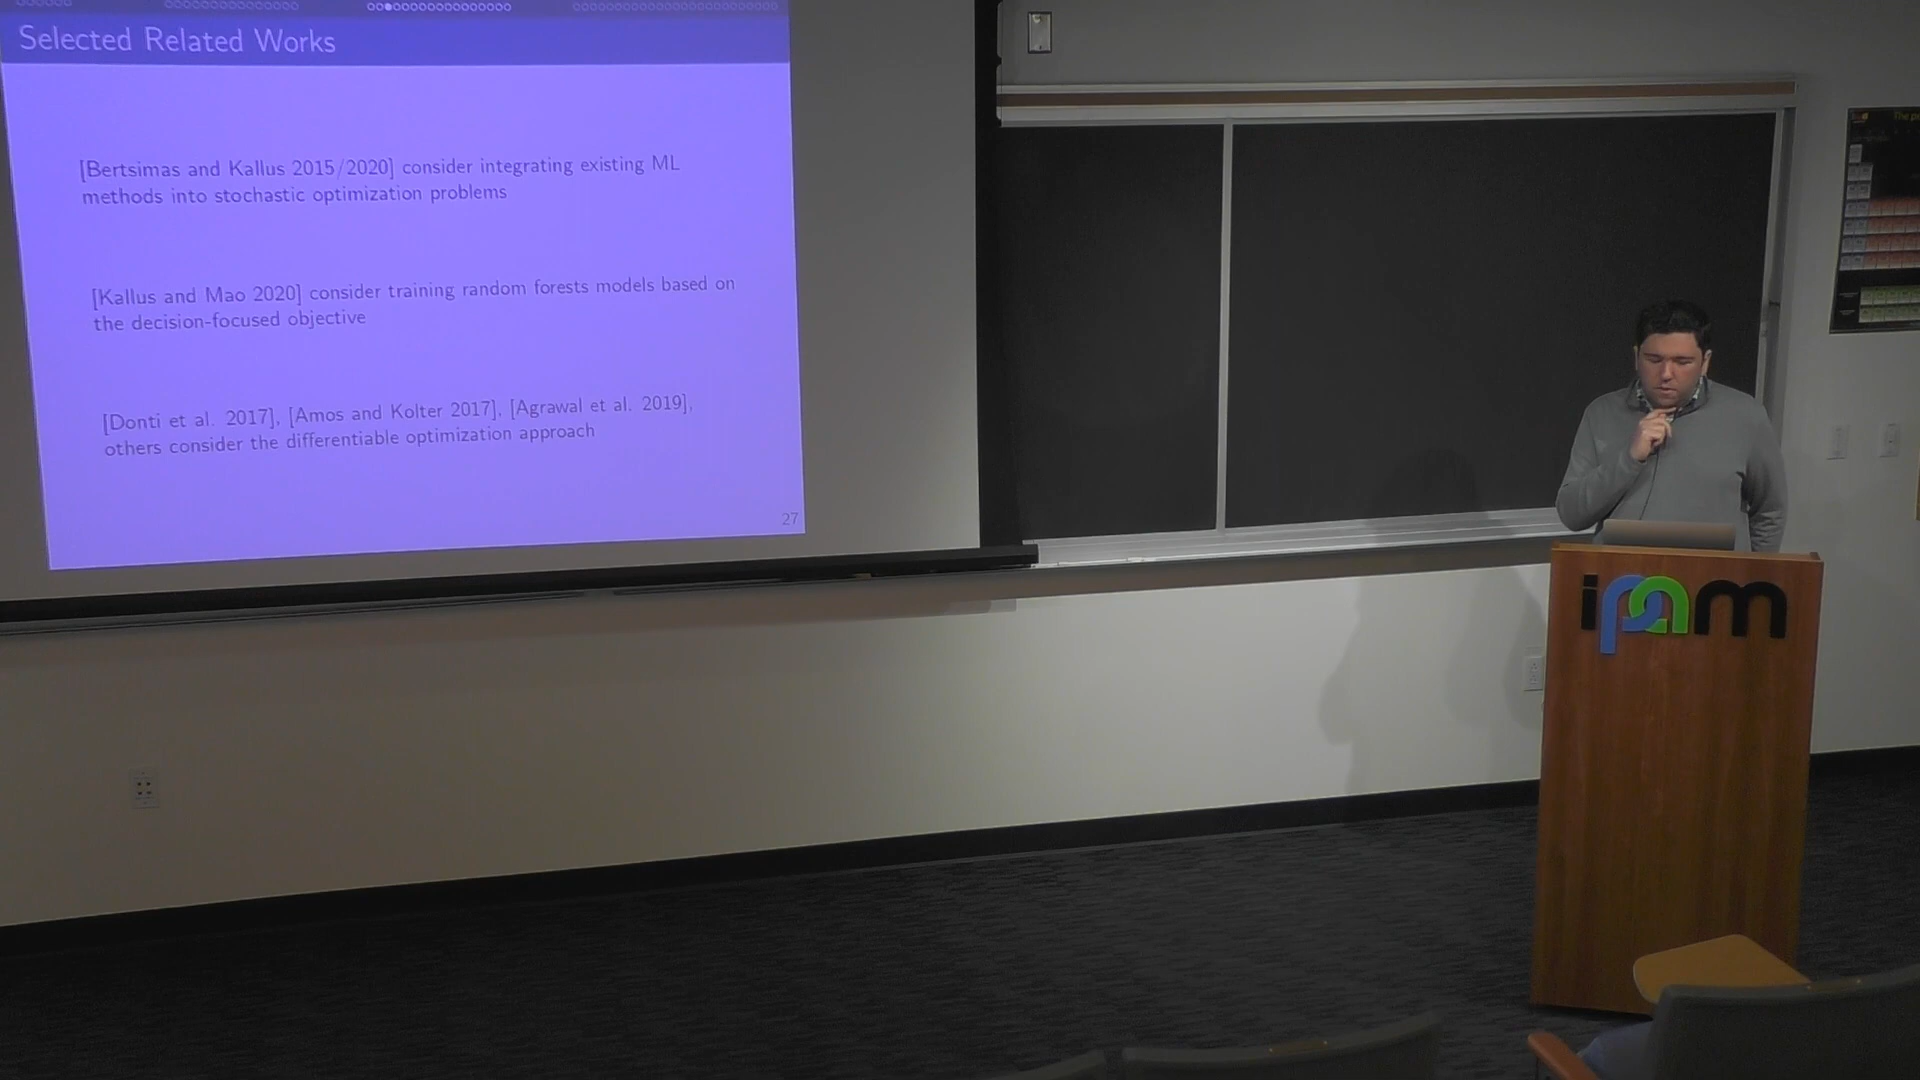 Selected Related Works
[Bertsimas and Kallus 2015/2020] consider integrating existing ML
methods into stochastic optimization problems
[Kallus and Mao 2020] consider training random forests models based on
the decision-focused objective
[Donti et al. 2017], [Amos and Kolter 2017], [Agrawal et al. 2019],
others consider the differentiable optimization approach
27
ipam